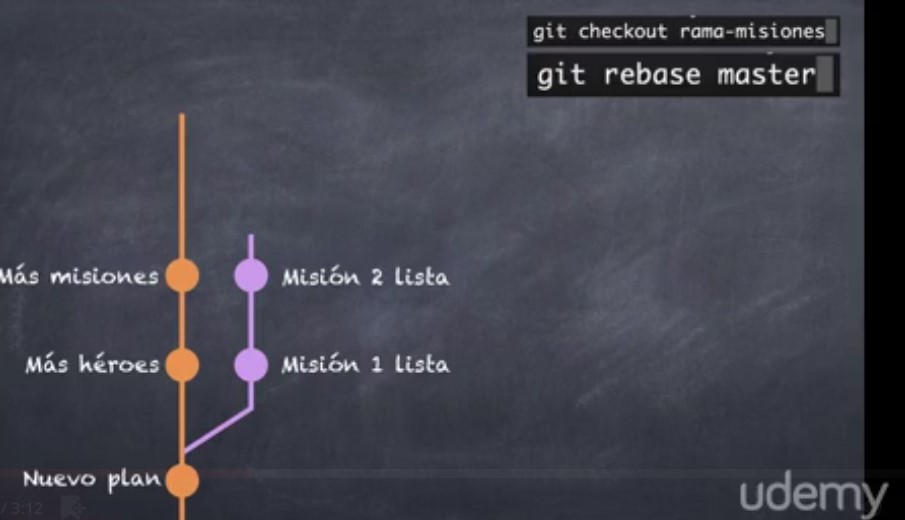 git checkout rama-misiones
git rebase master
Más misiones
Misión 2 lista
Más héroes
Misión 1 lista
Nuevo plan
/ 3:12
udemy